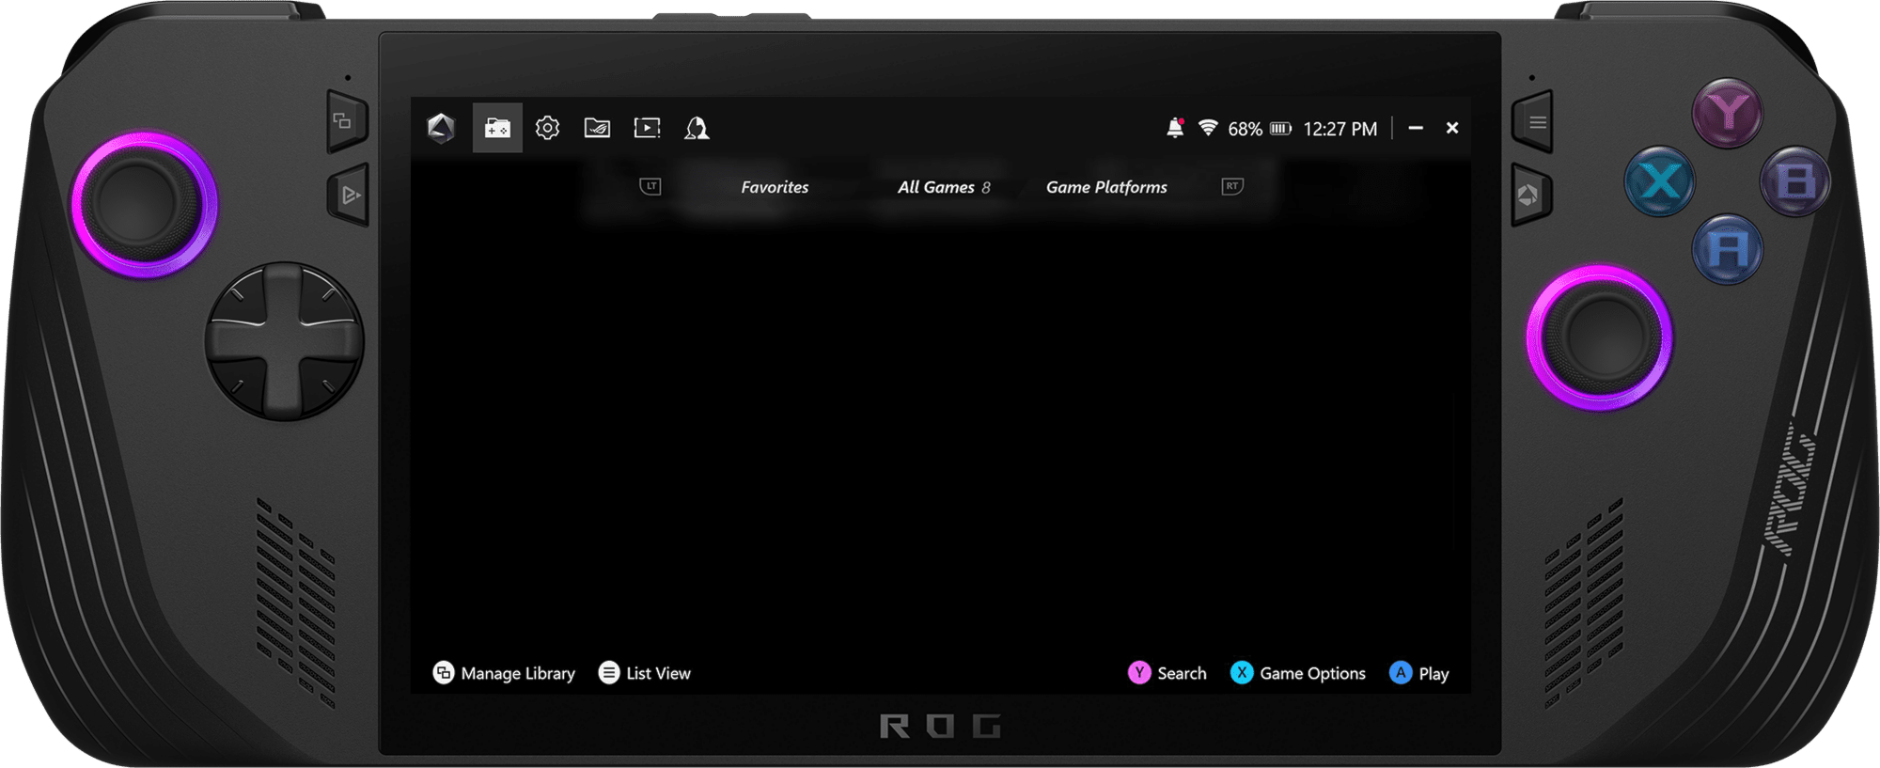 68% 12:27 PM
LT Favorites All Games 8 Game Platforms RT
Y
X B
A
Manage Library List View Y Search X Game Options A Play
ROG
ROG